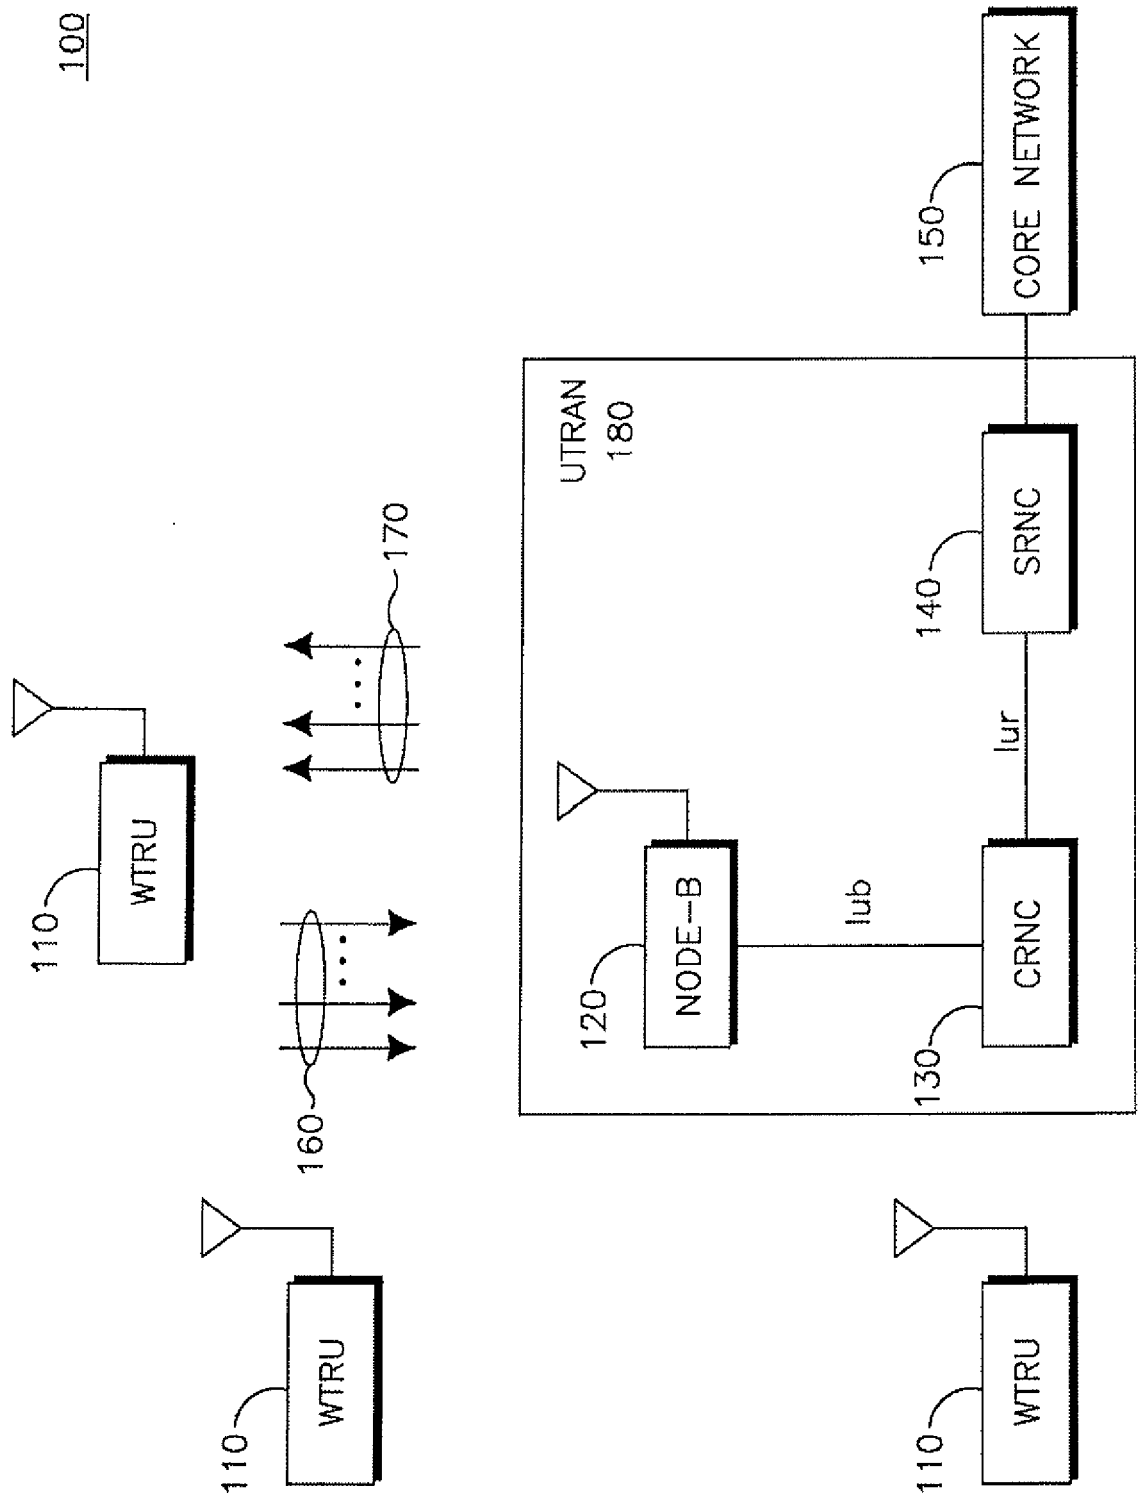 100
110
WTRU
160
170
110
WTRU
UTRAN
180
120
NODE-B
Iub
110
WTRU
130
CRNC
Iur
140
SRNC
150
CORE NETWORK